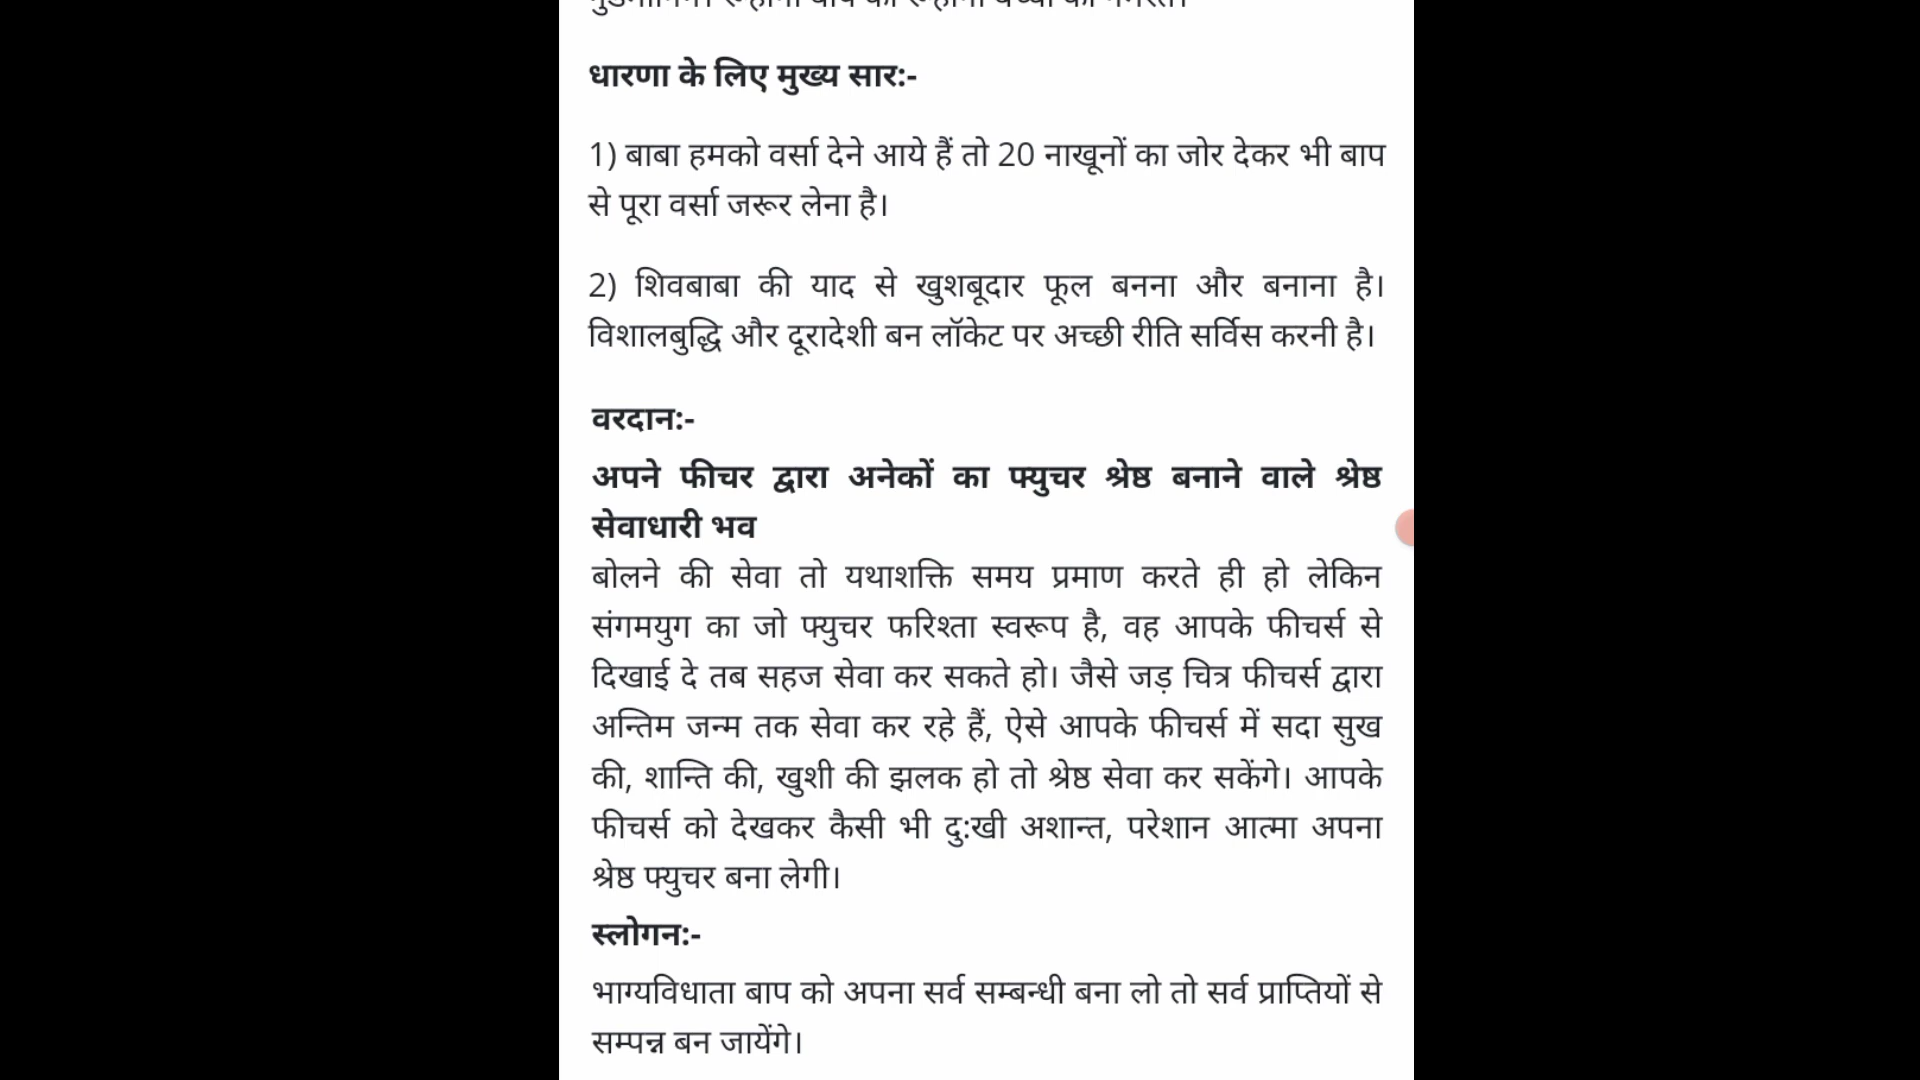 धारणा के लिए मुख्य सार:-
1) बाबा हमको वर्सा देने आये हैं तो 20 नाखूनों का जोर देकर भी बाप
से पूरा वर्सा जरूर लेना है।
2) शिवबाबा की याद से खुशबूदार फूल बनना और बनाना है।
विशालबुद्धि और दूरादेशी बन लॉकेट पर अच्छी रीति सर्विस करनी है।
वरदान:-
अपने फीचर द्वारा अनेकों का फ्युचर श्रेष्ठ बनाने वाले श्रेष्ठ
सेवाधारी भव
बोलने की सेवा तो यथाशक्ति समय प्रमाण करते ही हो लेकिन
संगमयुग का जो फ्युचर फरिश्ता स्वरूप है, वह आपके फीचर्स से
दिखाई दे तब सहज सेवा कर सकते हो। जैसे जड़ चित्र फीचर्स द्वारा
अन्तिम जन्म तक सेवा कर रहे हैं, ऐसे आपके फीचर्स में सदा सुख
की, शान्ति की, खुशी की झलक हो तो श्रेष्ठ सेवा कर सकेंगे। आपके
फीचर्स को देखकर कैसी भी दु:खी अशान्त, परेशान आत्मा अपना
श्रेष्ठ फ्युचर बना लेगी।
स्लोगन:-
भाग्यविधाता बाप को अपना सर्व सम्बन्धी बना लो तो सर्व प्राप्तियों से
सम्पन्न बन जायेंगे।